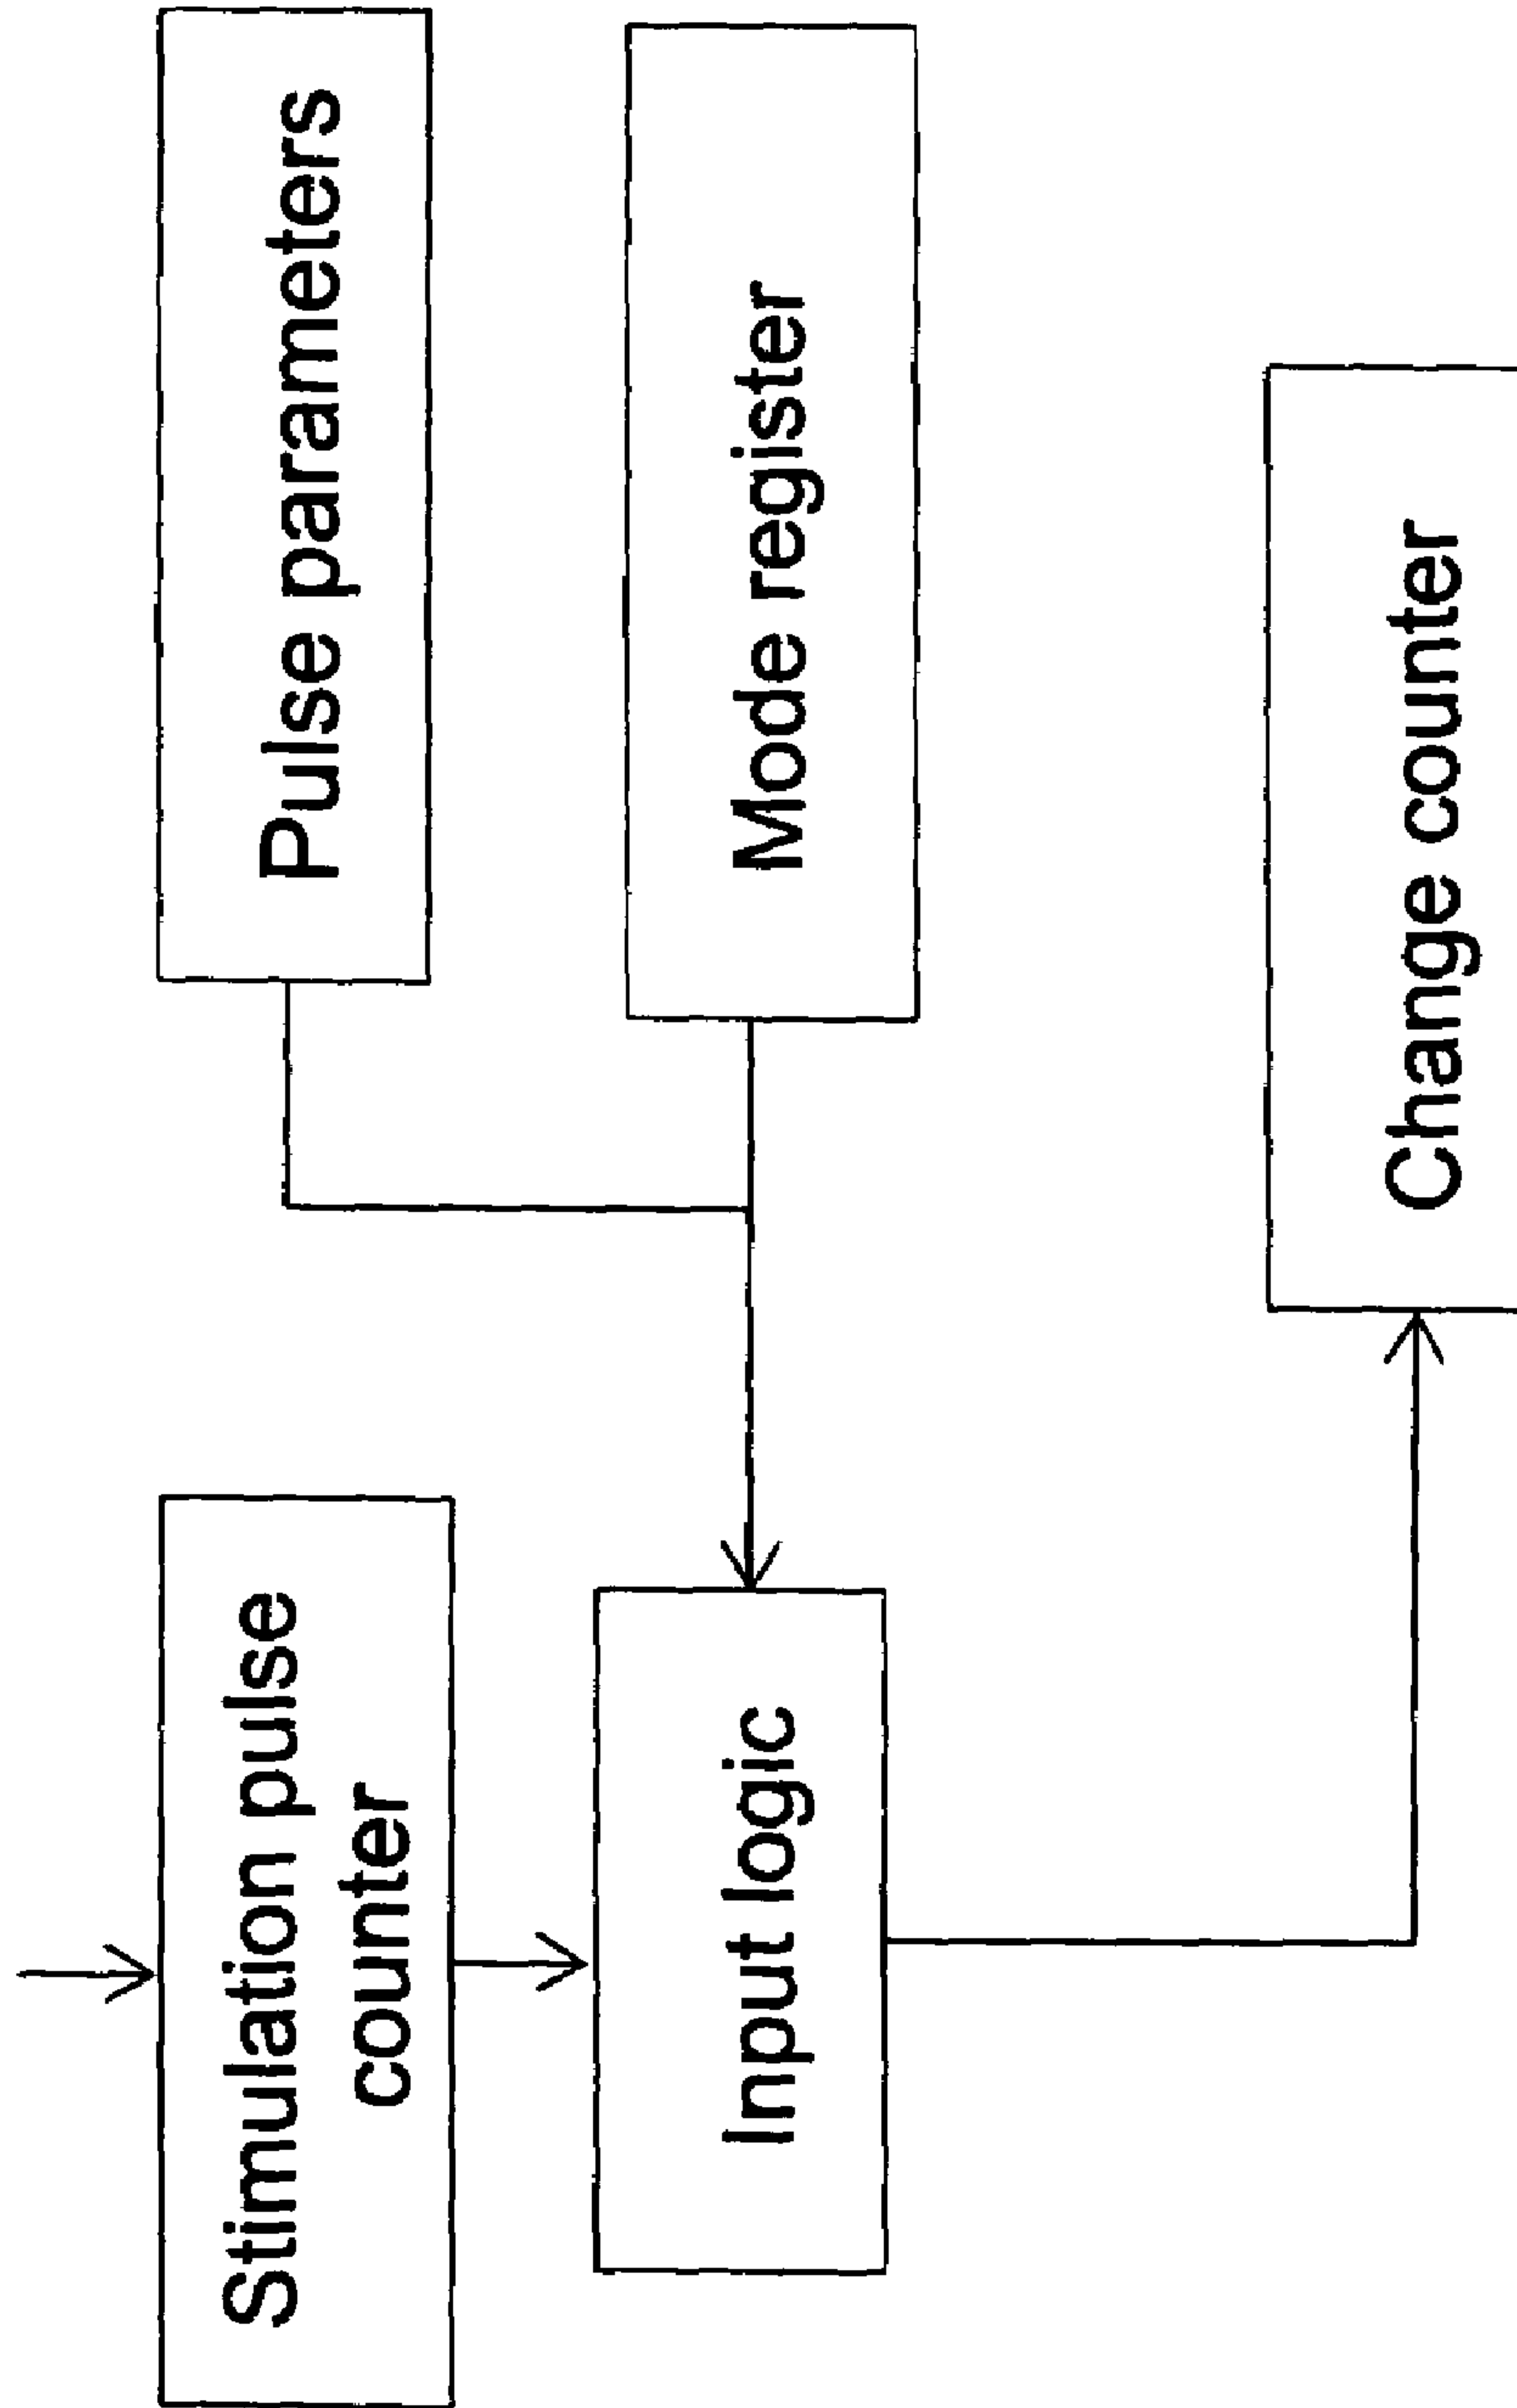 Stimulation pulse
counter
Pulse parameters
Input logic
Mode register
Change counter